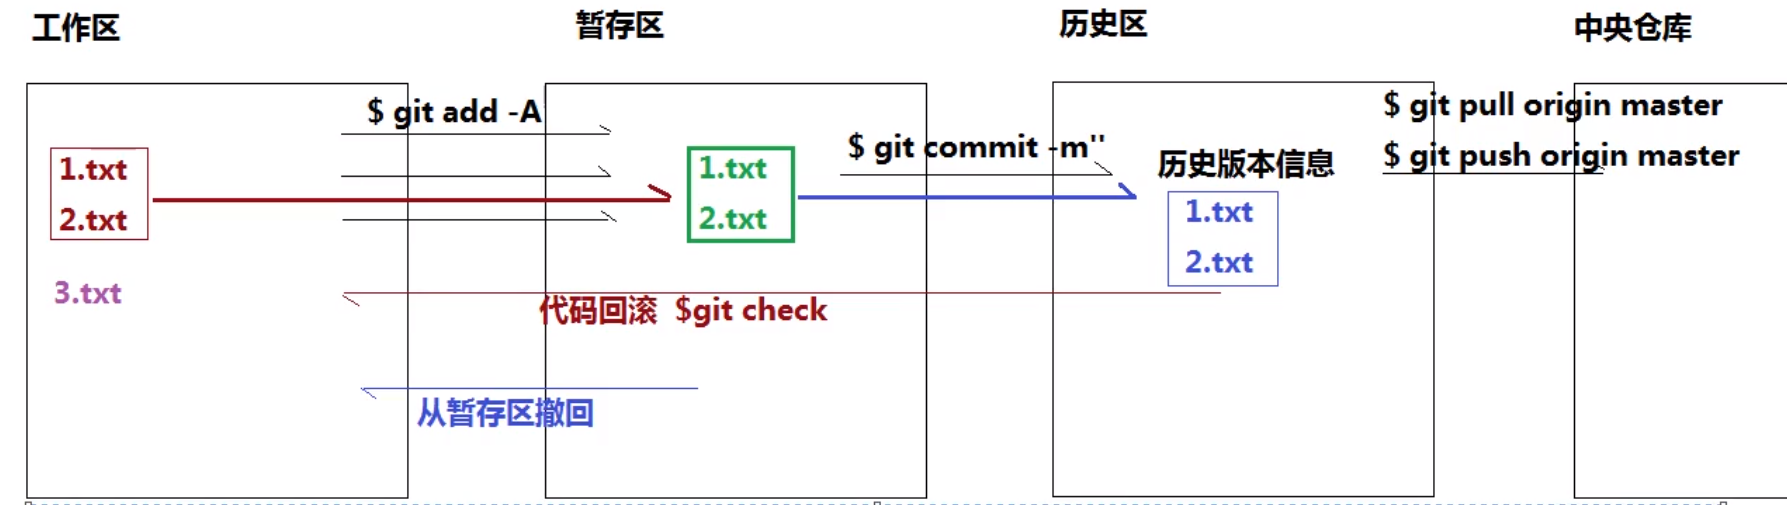 工作区
暂存区
历史区
中央仓库
$ git add -A
1.txt
2.txt
3.txt
1.txt
2.txt
$ git commit -m''
历史版本信息
1.txt
2.txt
$ git pull origin master
$ git push origin master
代码回滚 $git check
从暂存区撤回